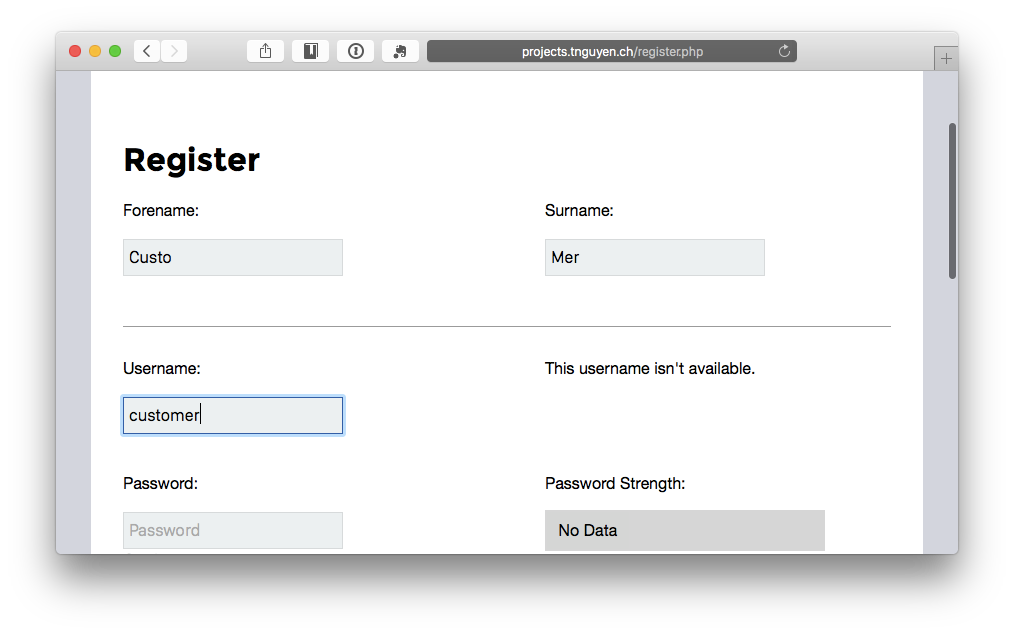 projects.tnguyen.ch/register.php
Register
Forename:
Surname:
Custo
Mer
Username:
This username isn't available.
customer
Password:
Password Strength:
Password
No Data